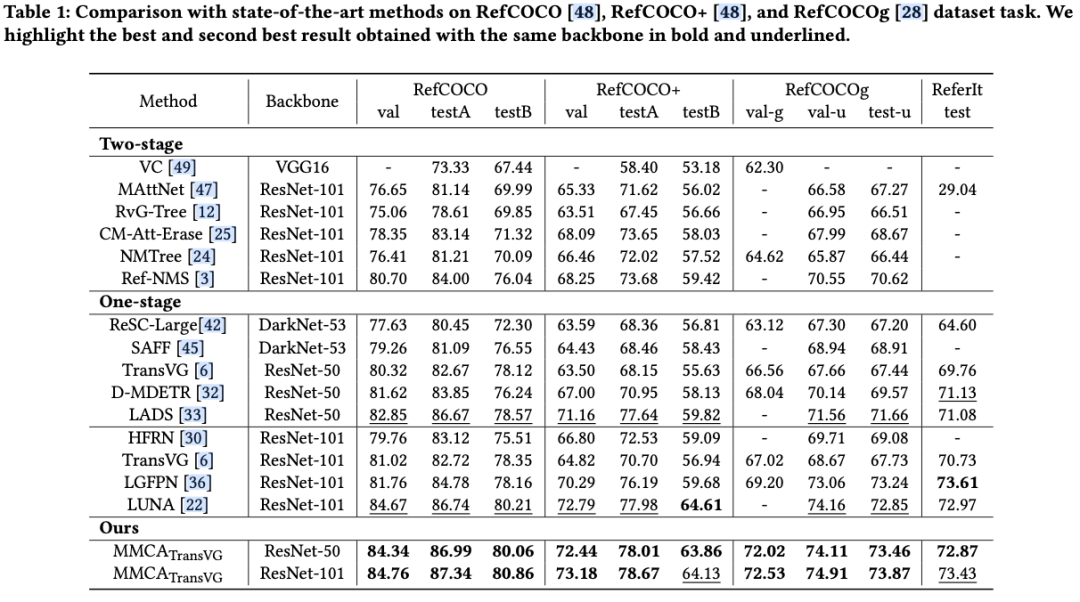 Table 1: Comparison with state-of-the-art methods on RefCOCO [48], RefCOCO+ [48], and RefCOCOg [28] dataset task. We
highlight the best and second best result obtained with the same backbone in bold and underlined.
Method Backbone RefCOCO RefCOCO+ RefCOCOg ReferIt
val testA testB val testA testB val-g val-u test-u test
Two-stage
VC [49] VGG16 - 73.33 67.44 - 58.40 53.18 62.30 - - -
MAttNet [47] ResNet-101 76.65 81.14 69.99 65.33 71.62 56.02 - 66.58 67.27 29.04
RvG-Tree [12] ResNet-101 75.06 78.61 69.85 63.51 67.45 56.66 - 66.95 66.51 -
CM-Att-Erase [25] ResNet-101 78.35 83.14 71.32 68.09 73.65 58.03 - 67.99 68.67 -
NMTree [24] ResNet-101 76.41 81.21 70.09 66.46 72.02 57.52 64.62 65.87 66.44 -
Ref-NMS [3] ResNet-101 80.70 84.00 76.04 68.25 73.68 59.42 - 70.55 70.62
One-stage
ReSC-Large[42] DarkNet-53 77.63 80.45 72.30 63.59 68.36 56.81 63.12 67.30 67.20 64.60
SAFF [45] DarkNet-53 79.26 81.09 76.55 64.43 68.46 58.43 - 68.94 68.91 -
TransVG [6] ResNet-50 80.32 82.67 78.12 63.50 68.15 55.63 66.56 67.66 67.44 69.76
D-MDETR [32] ResNet-50 81.62 83.85 76.24 67.00 70.95 58.13 68.04 70.14 69.57 71.13
LADS [33] ResNet-50 82.85 86.67 78.57 71.16 77.64 59.82 - 71.56 71.66 71.08
HFRN [30] ResNet-101 79.76 83.12 75.51 66.80 72.53 59.09 - 69.71 69.08 -
TransVG [6] ResNet-101 81.02 82.72 78.35 64.82 70.70 56.94 67.02 68.67 67.73 70.73
LGFPN [36] ResNet-101 81.76 84.78 78.16 70.29 76.19 59.68 69.20 73.06 73.24 73.61
LUNA [22] ResNet-101 84.67 86.74 80.21 72.79 77.98 64.61 - 74.16 72.85 72.97
Ours
MMCA_TransVG ResNet-50 84.34 86.99 80.06 72.44 78.01 63.86 72.02 74.11 73.46 72.87
MMCA_TransVG ResNet-101 84.76 87.34 80.86 73.18 78.67 64.13 72.53 74.91 73.87 73.43